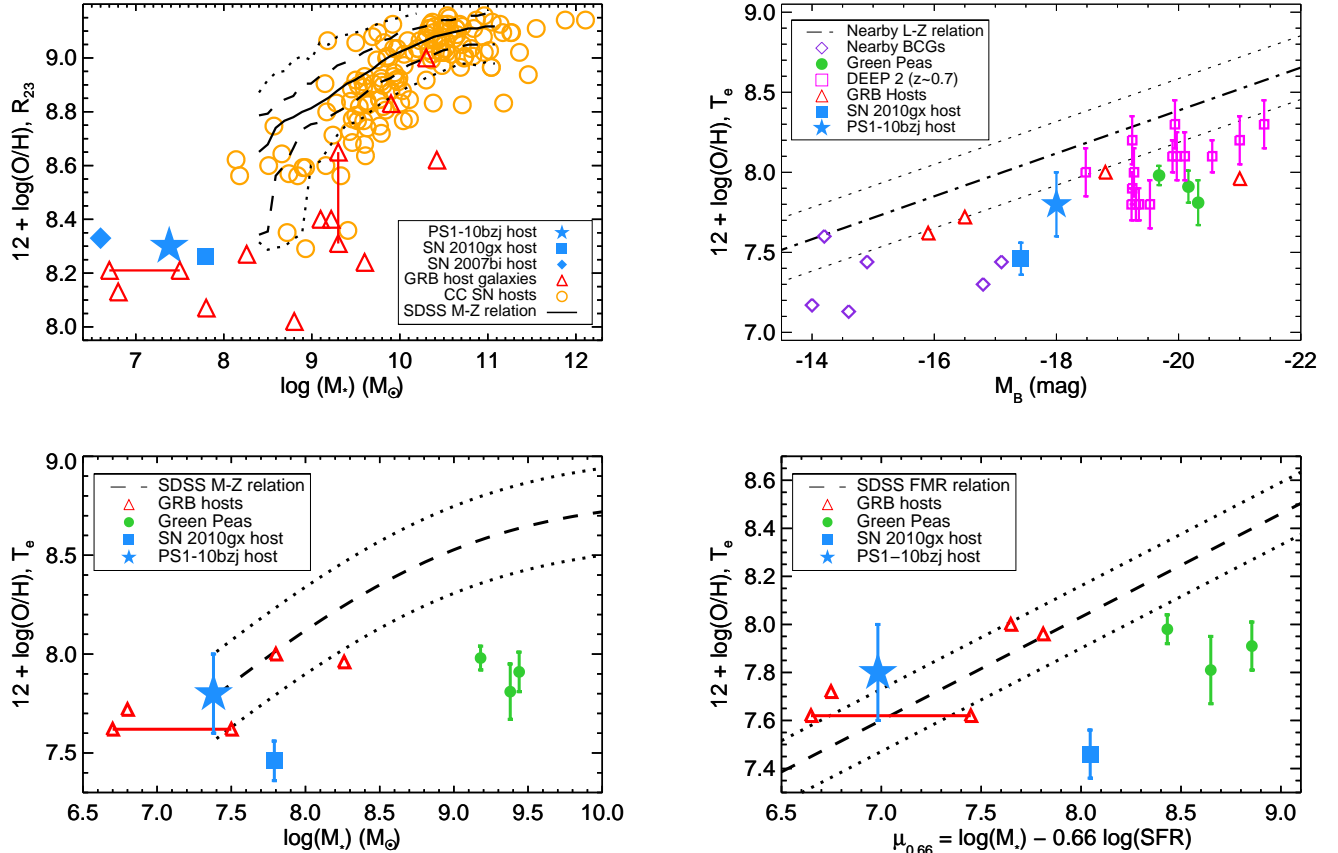 12 + log(O/H), R23
9.0
8.8
8.6
8.4
8.2
8.0
PS1-10bzj host
SN 2010gx host
SN 2007bi host
GRB host galaxies
CC SN hosts
SDSS M-Z relation
7 8 9 10 11 12
log (M*) (M⊙)
12 + log(O/H), Te
9.0
8.5
8.0
7.5
7.0
Nearby L-Z relation
Nearby BCGs
Green Peas
DEEP 2 (z~0.7)
GRB Hosts
SN 2010gx host
PS1-10bzj host
-14 -16 -18 -20 -22
MB (mag)
12 + log(O/H), Te
9.0
8.5
8.0
7.5
SDSS M-Z relation
GRB hosts
Green Peas
SN 2010gx host
PS1-10bzj host
6.5 7.0 7.5 8.0 8.5 9.0 9.5 10.0
log(M*) (M⊙)
12 + log(O/H), Te
8.6
8.4
8.2
8.0
7.8
7.6
7.4
SDSS FMR relation
GRB hosts
Green Peas
SN 2010gx host
PS1-10bzj host
6.5 7.0 7.5 8.0 8.5 9.0
μ0.66 = log(M*) − 0.66 log(SFR)